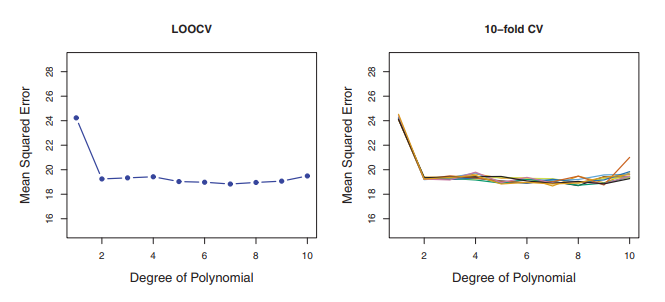 LOOCV
Mean Squared Error
28
26
24
22
20
18
16
2 4 6 8 10
Degree of Polynomial
10−fold CV
Mean Squared Error
28
26
24
22
20
18
16
2 4 6 8 10
Degree of Polynomial